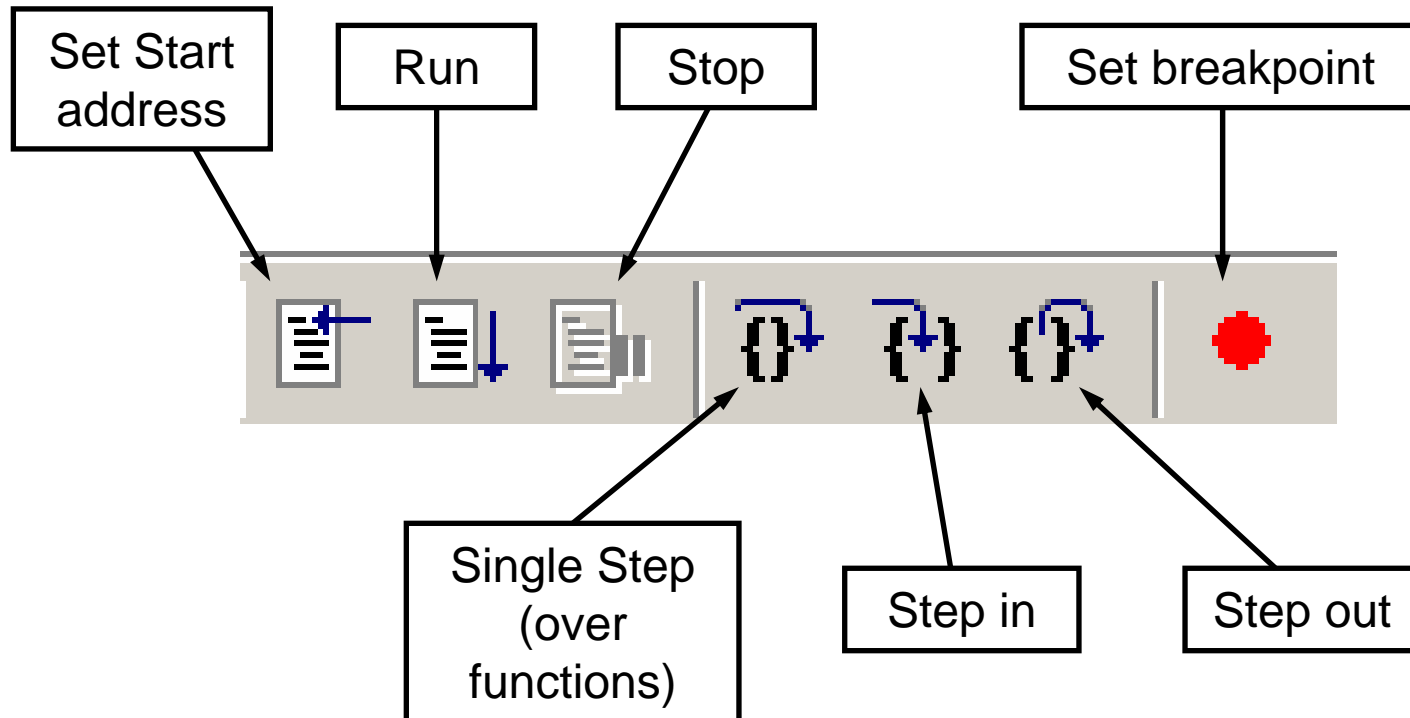 Set Start
address
Run
Stop
Set breakpoint
Single Step
(over
functions)
Step in
Step out